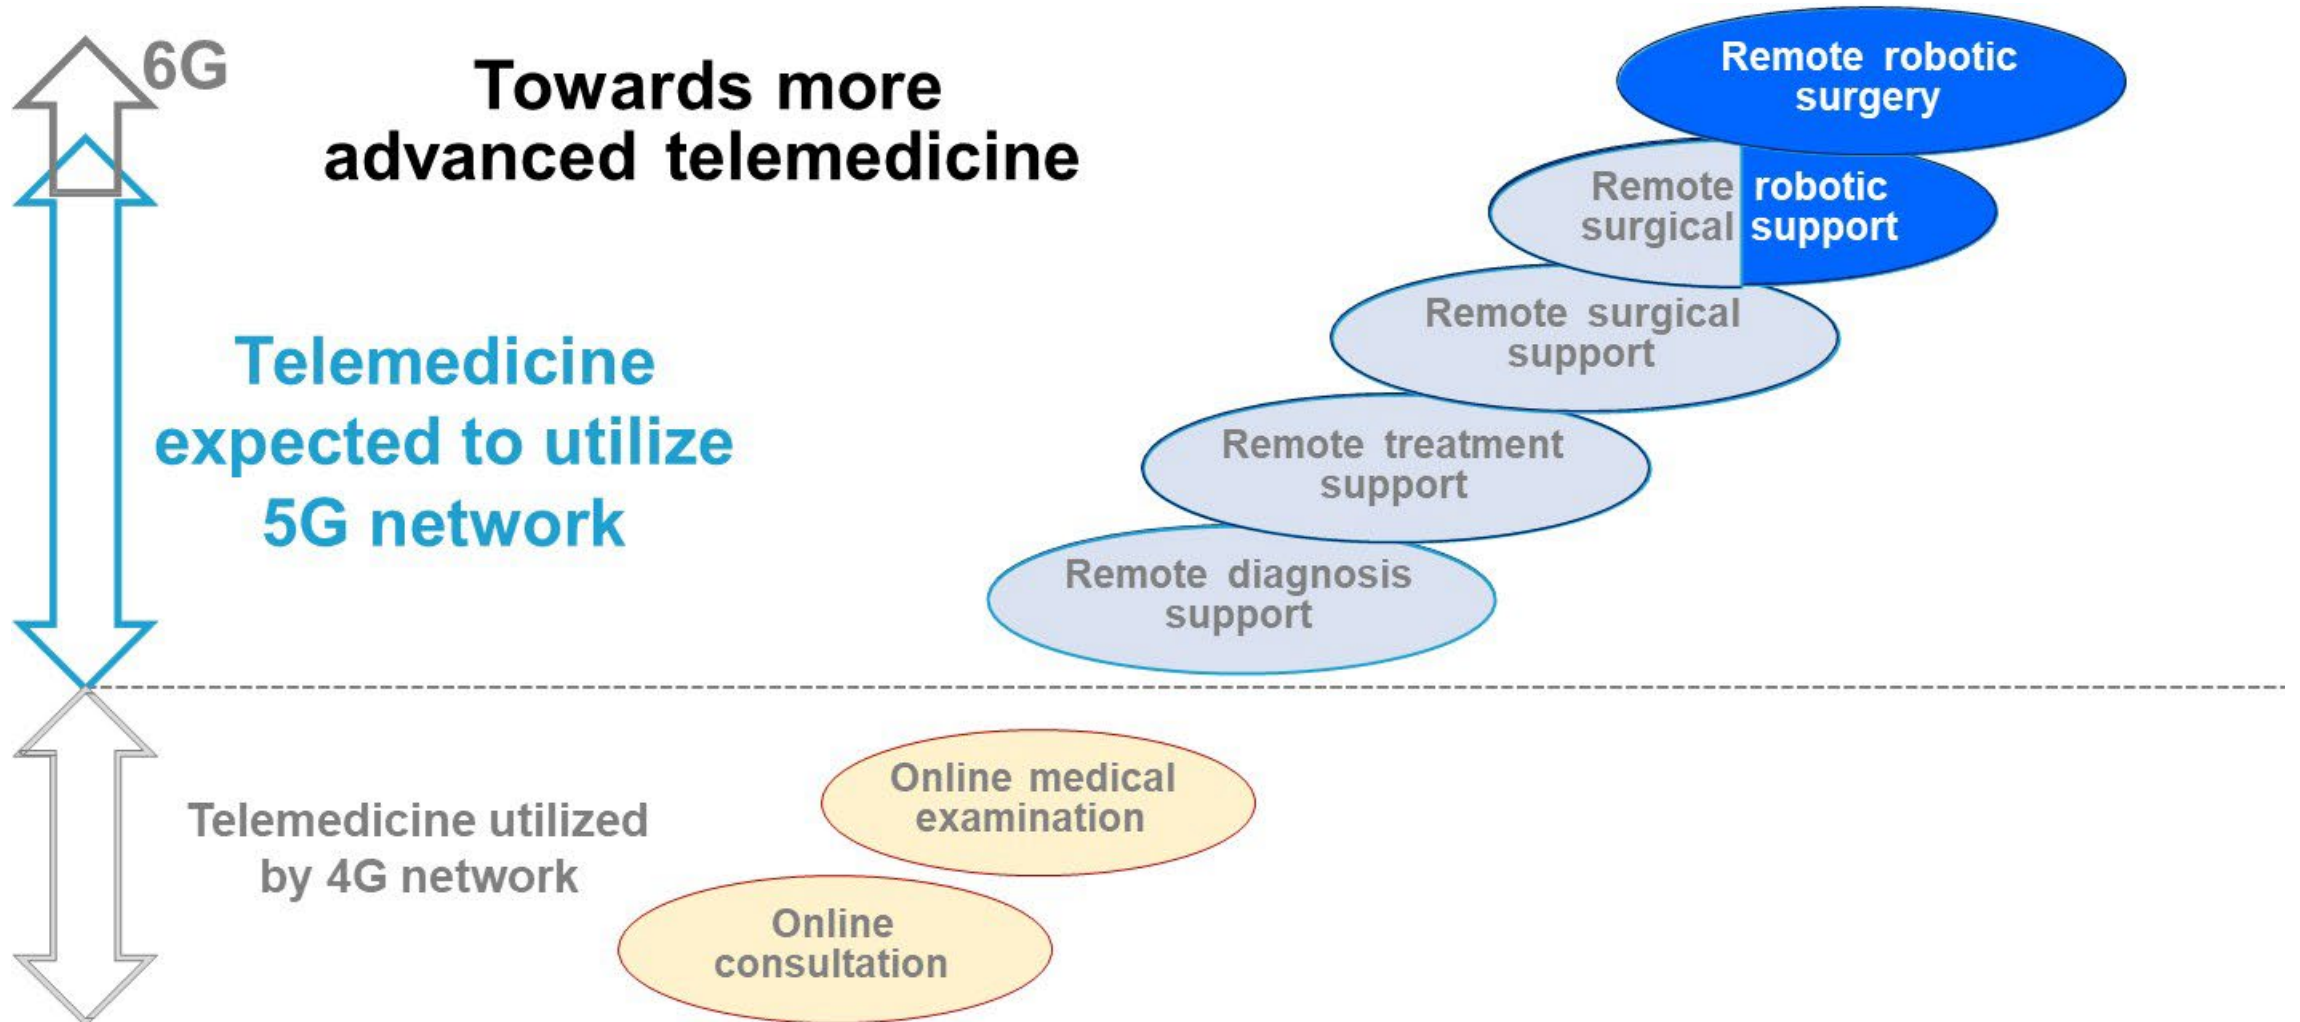 6G
Towards more
advanced telemedicine
Remote robotic
surgery
Remote robotic
surgical support
Remote surgical
support
Telemedicine
expected to utilize
5G network
Remote treatment
support
Remote diagnosis
support
Online medical
examination
Telemedicine utilized
by 4G network
Online
consultation